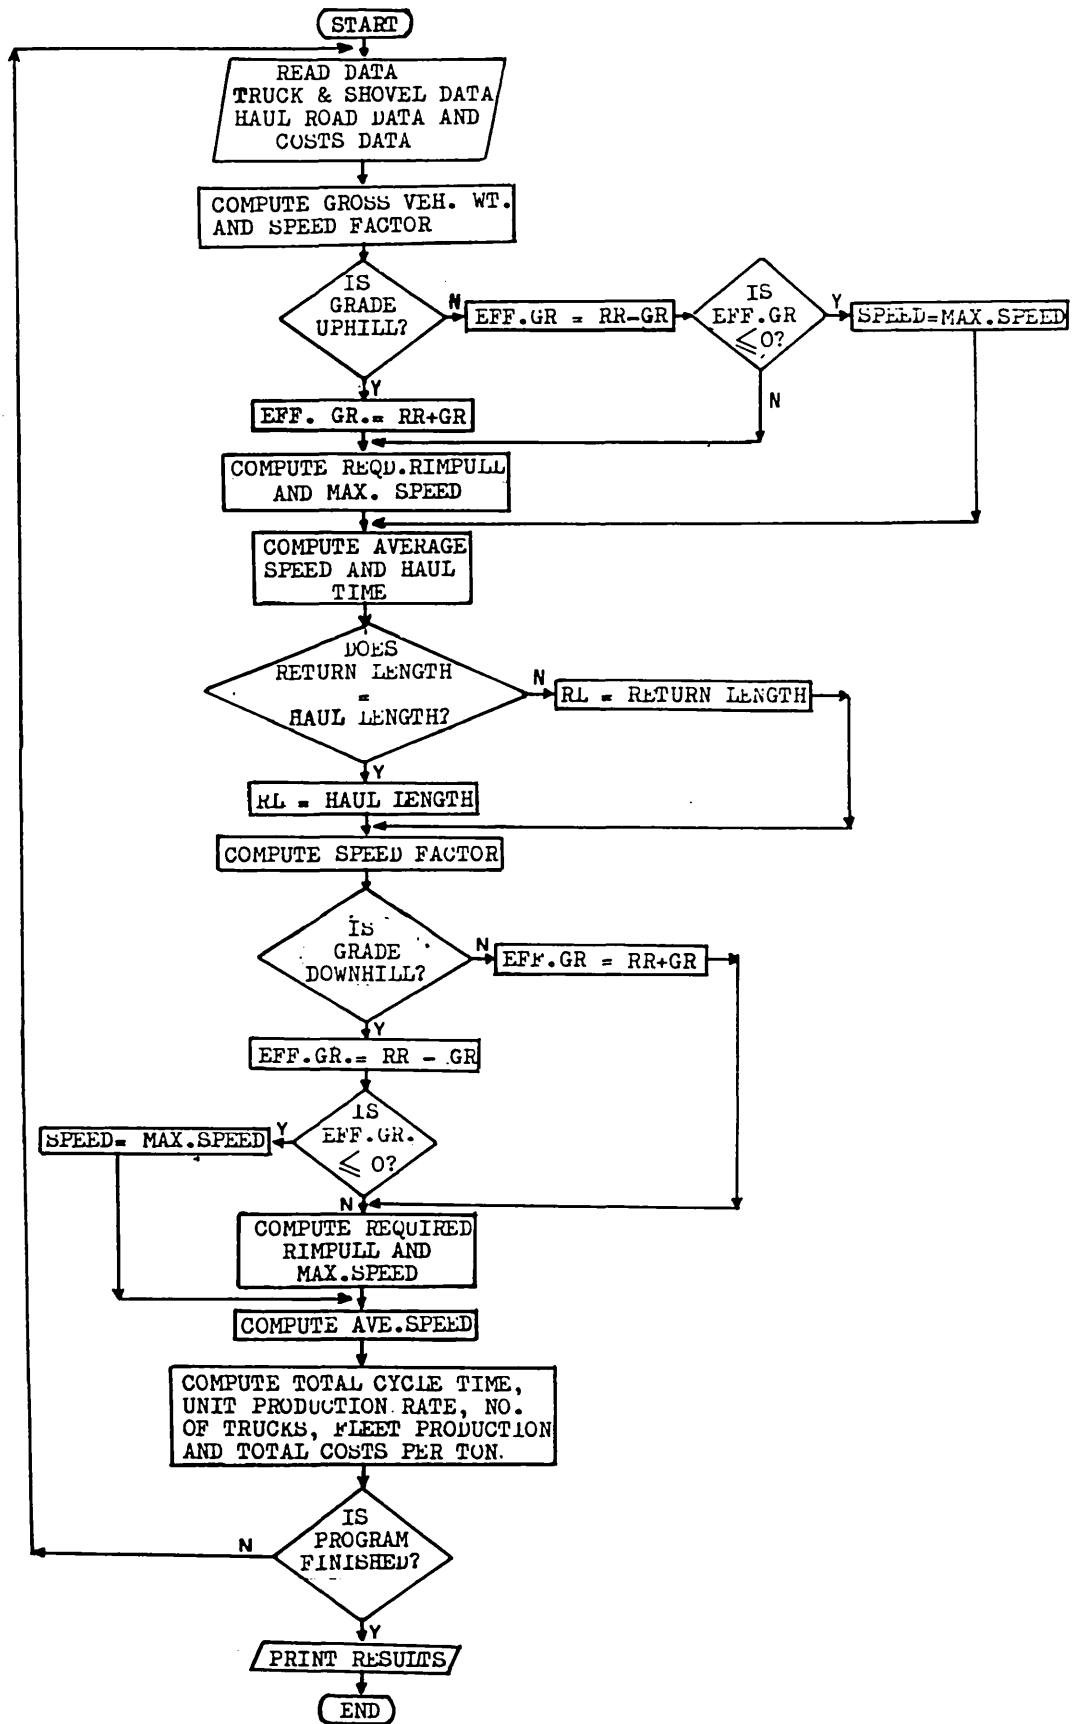 START
READ DATA
TRUCK & SHOVEL DATA
HAUL ROAD DATA AND
COSTS DATA
COMPUTE GROSS VEH. WT.
AND SPEED FACTOR
IS
GRADE
UPHILL?
N
EFF.GR = RR-GR
IS
EFF.GR
≤ 0?
Y
SPEED=MAX.SPEED
Y
N
EFF. GR.= RR+GR
COMPUTE REQD.RIMPULL
AND MAX. SPEED
COMPUTE AVERAGE
SPEED AND HAUL
TIME
DOES
RETURN LENGTH
=
HAUL LENGTH?
N
RL = RETURN LENGTH
Y
RL = HAUL LENGTH
COMPUTE SPEED FACTOR
IS
GRADE
DOWNHILL?
N
EFF.GR = RR+GR
Y
EFF.GR.= RR - GR
IS
EFF.GR.
≤ 0?
Y
SPEED= MAX.SPEED
N
COMPUTE REQUIRED
RIMPULL AND
MAX.SPEED
COMPUTE AVE.SPEED
COMPUTE TOTAL CYCLE TIME,
UNIT PRODUCTION RATE, NO.
OF TRUCKS, FLEET PRODUCTION
AND TOTAL COSTS PER TON.
IS
PROGRAM
FINISHED?
N
Y
PRINT RESULTS
END